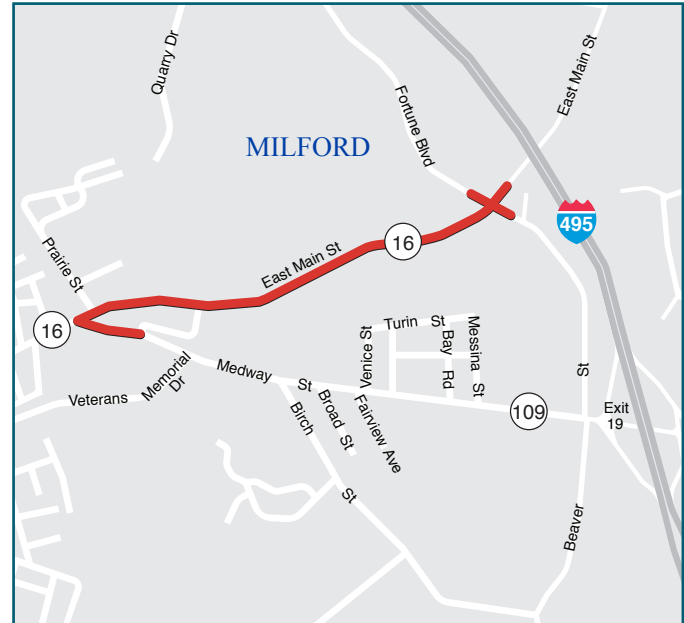 Quarry Dr
East Main St
Fortune Blvd
MILFORD
495
Prairie St
East Main St
16
16
Turin St
Messina St
Venice St
Bay Rd
Memorial Dr
Medway St
Veterans
109
St
Exit
19
Birch St
Broad St
Fairview Ave
Beaver